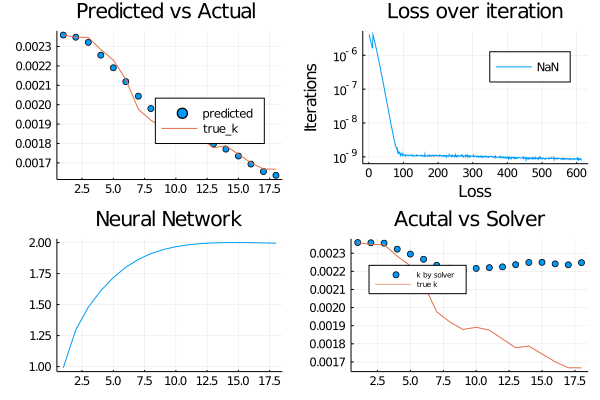 Predicted vs Actual
0.0023
0.0022
0.0021
0.0020
0.0019
0.0018
0.0017
predicted
true_k
2.5 5.0 7.5 10.0 12.5 15.0 17.5
Loss over iteration
Iterations
10^-6
10^-7
10^-8
10^-9
NaN
0 100 200 300 400 500 600
Loss
Neural Network
2.00
1.75
1.50
1.25
1.00
2.5 5.0 7.5 10.0 12.5 15.0 17.5
Acutal vs Solver
0.0023
0.0022
0.0021
0.0020
0.0019
0.0018
0.0017
k by solver
true k
2.5 5.0 7.5 10.0 12.5 15.0 17.5